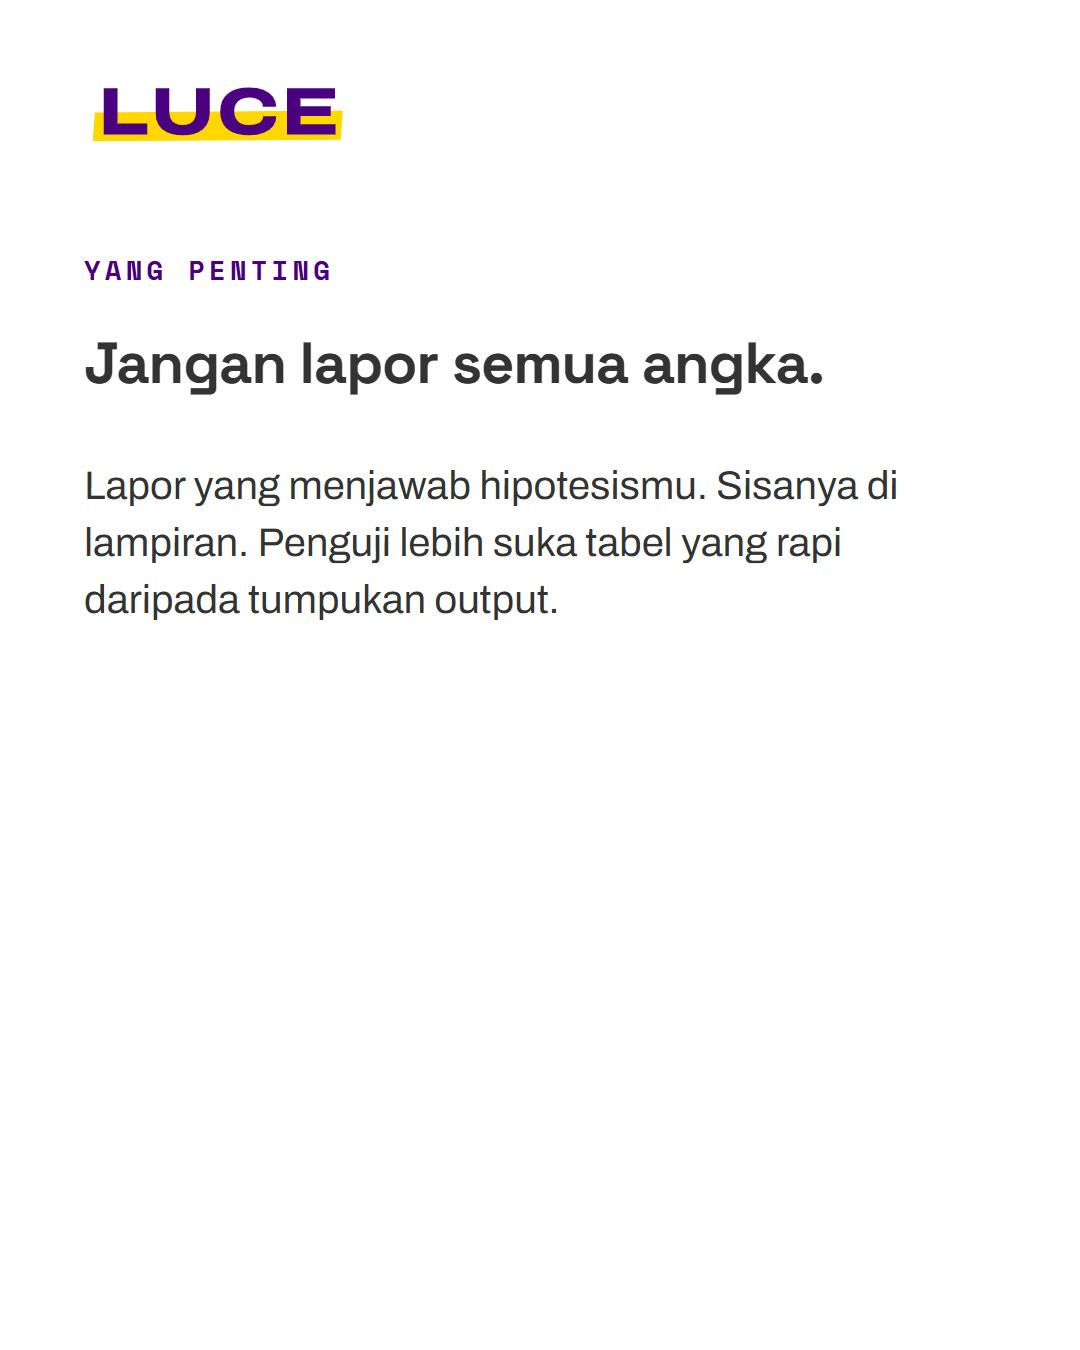 LUCE
YANG PENTING
Jangan lapor semua angka.
Lapor yang menjawab hipotesismu. Sisanya di
lampiran. Penguji lebih suka tabel yang rapi
daripada tumpukan output.